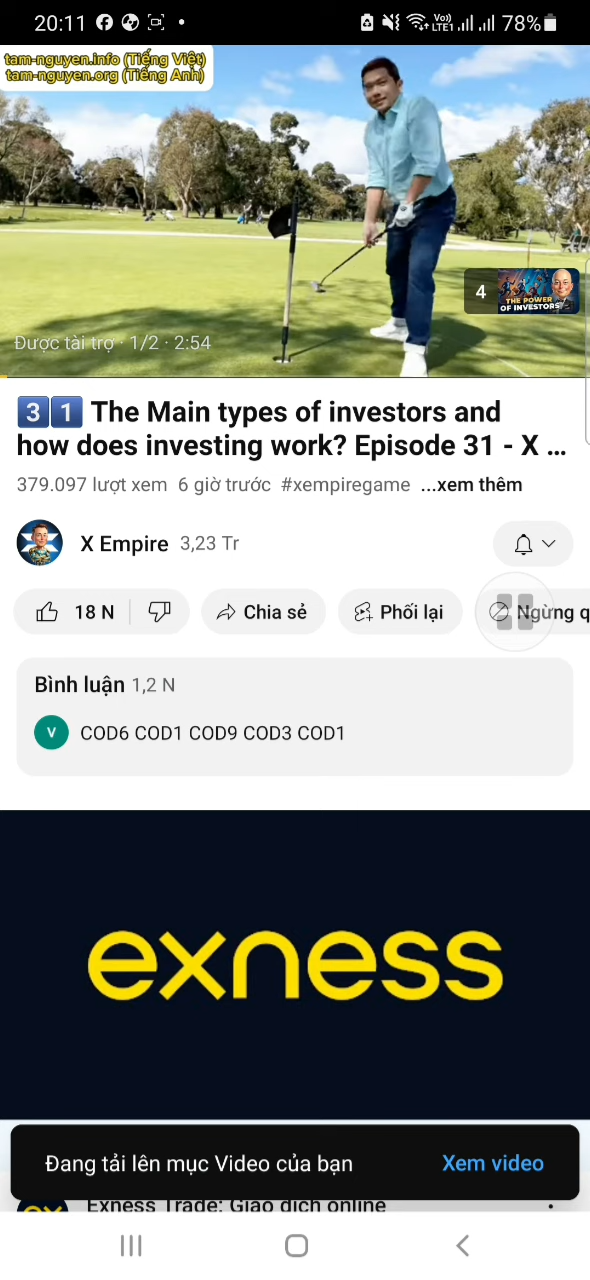 20:11
Vo)) LTE1 78%
tam-nguyen.info (Tiếng Việt)
tam-nguyen.org (Tiếng Anh)
4
THE POWER
OF INVESTORS
Được tài trợ · 1/2 · 2:54
3 1 The Main types of investors and
how does investing work? Episode 31 - X ...
379.097 lượt xem 6 giờ trước #xempiregame ...xem thêm
X Empire 3,23 Tr
18 N Chia sẻ Phối lại Ngừng q
Bình luận 1,2 N
V COD6 COD1 COD9 COD3 COD1
exness
Đang tải lên mục Video của bạn Xem video
Exness Trade: Giao dịch online